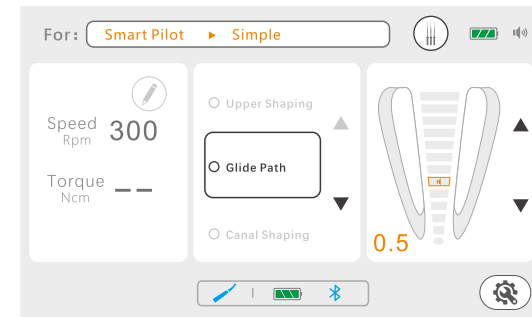 For: Smart Pilot ▸ Simple
Speed 300
Rpm
Torque – –
Ncm
Upper Shaping
Glide Path
Canal Shaping
0.5